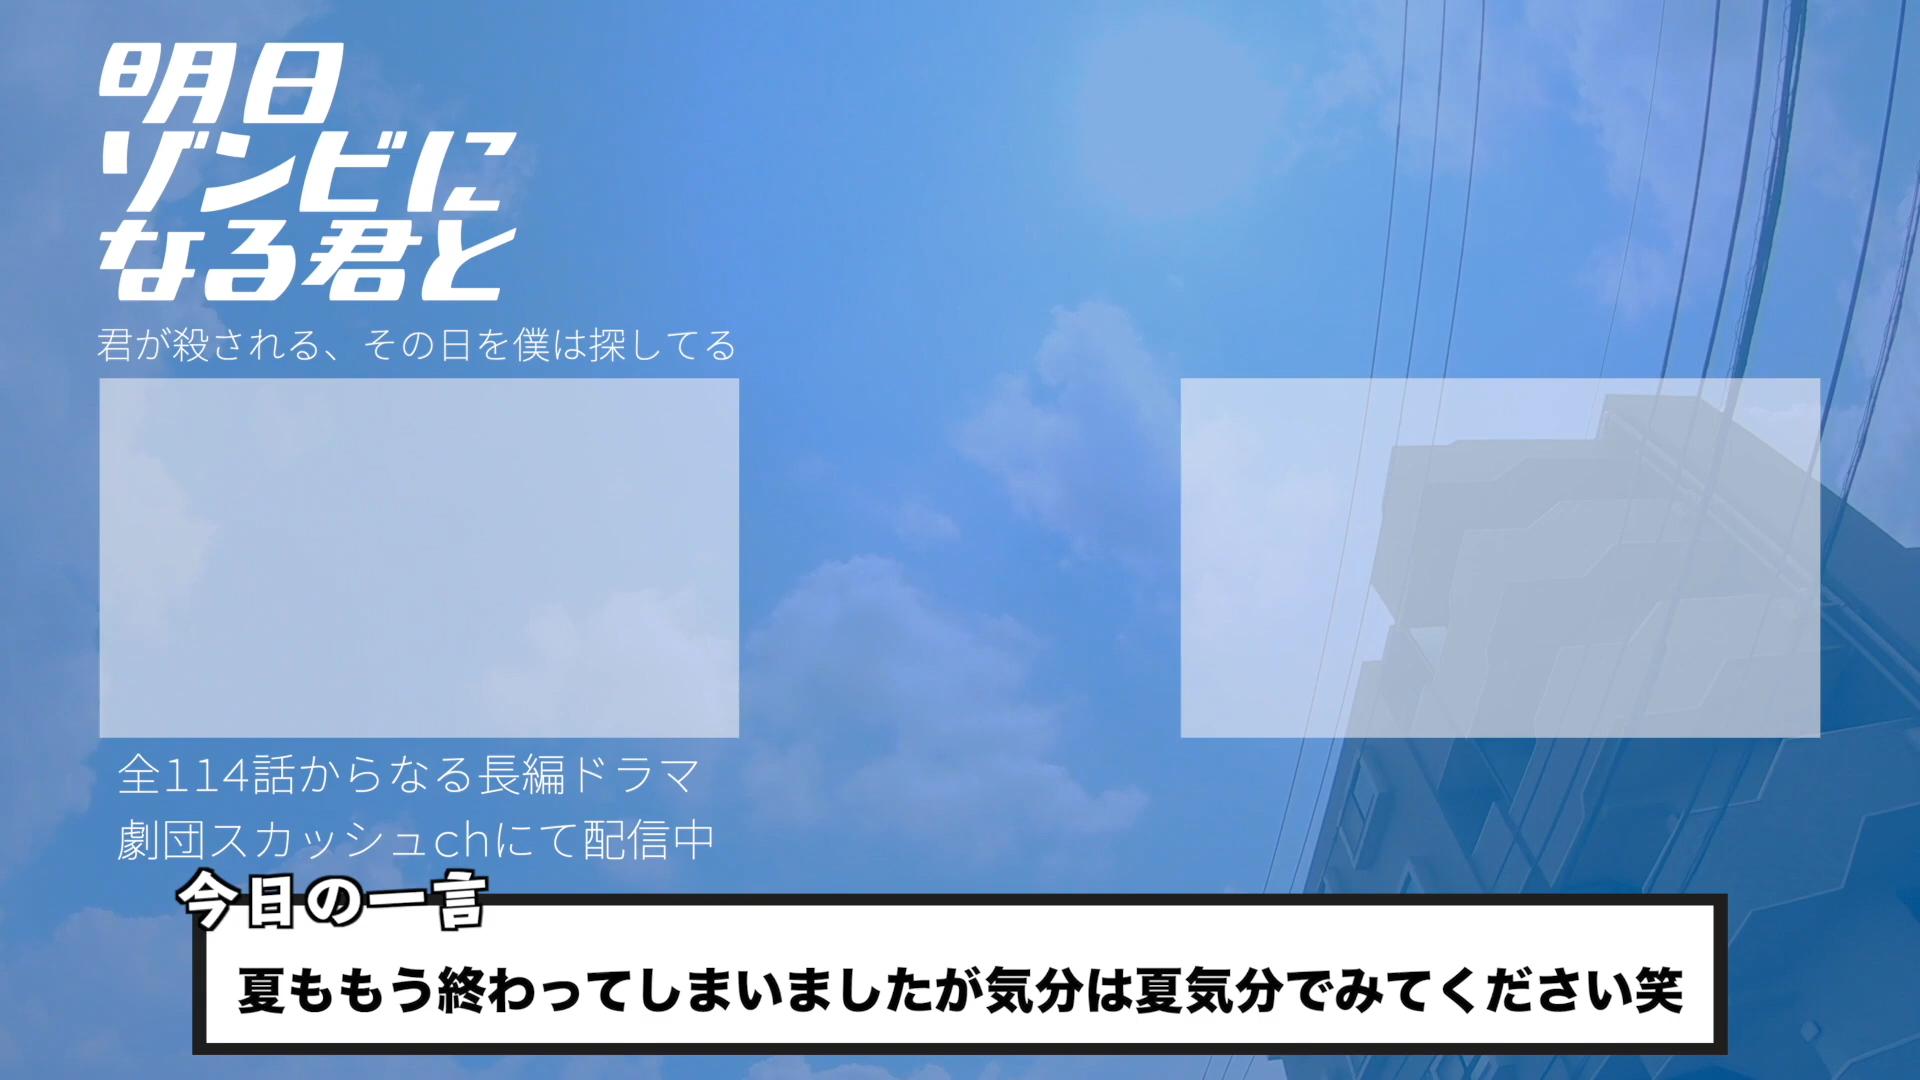 明日
ゾンビに
なる君と
君が殺される、その日を僕は探してる
全114話からなる長編ドラマ
劇団スカッシュchにて配信中
今日の一言
夏ももう終わってしまいましたが気分は夏気分でみてください笑